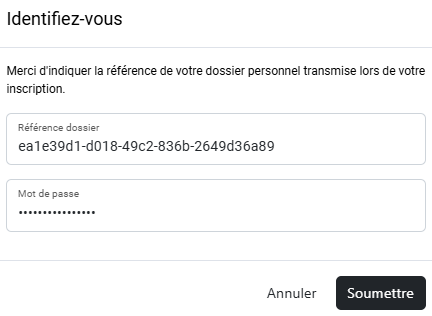 Identifiez-vous
Merci d'indiquer la référence de votre dossier personnel transmise lors de votre
inscription.
Référence dossier
ea1e39d1-d018-49c2-836b-2649d36a89
Mot de passe
••••••••••••••••
Annuler
Soumettre